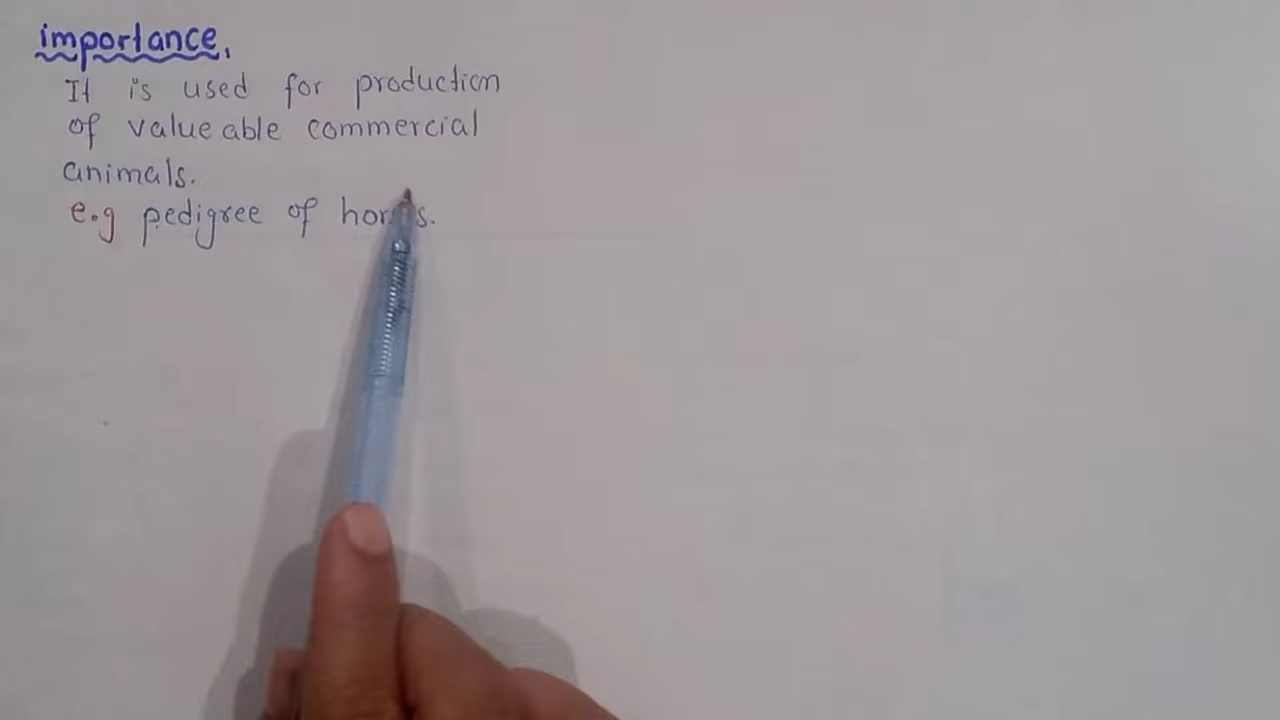 importance,
It is used for production
of valueable commercial
animals.
e.g pedigree of